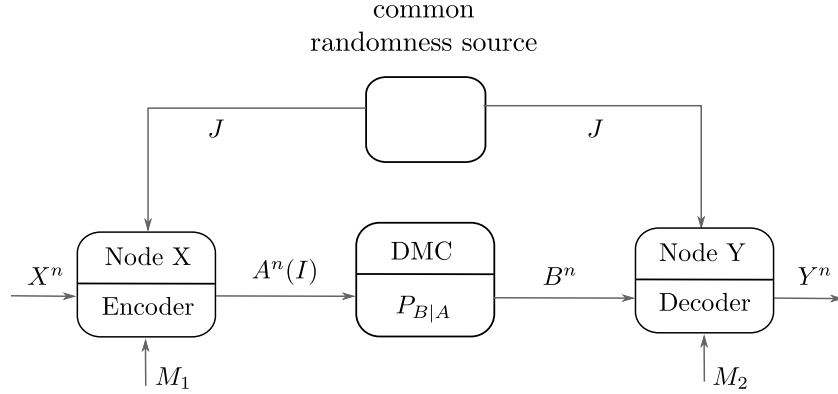 common
randomness source
J
J
Node X
Encoder
X^n
A^n(I)
DMC
P_{B|A}
B^n
Node Y
Decoder
Y^n
M_1
M_2